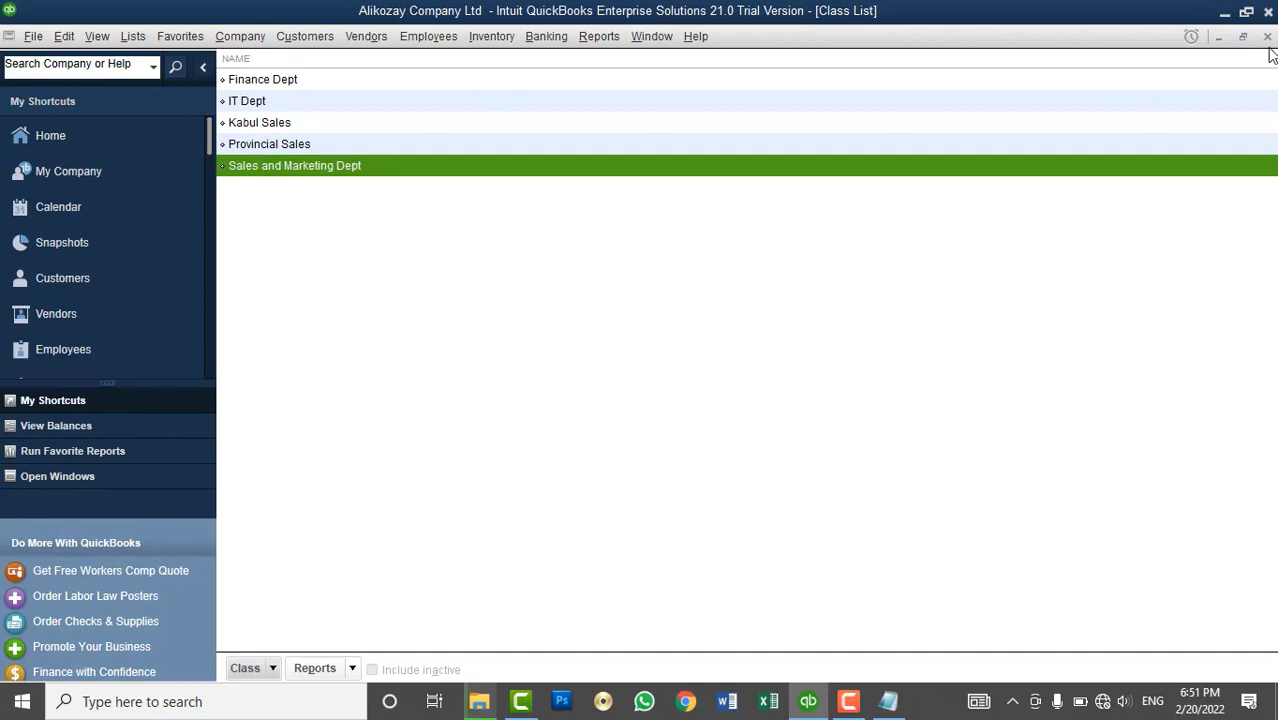 Alikozay Company Ltd - Intuit QuickBooks Enterprise Solutions 21.0 Trial Version - [Class List]
File Edit View Lists Favorites Company Customers Vendors Employees Inventory Banking Reports Window Help
Search Company or Help
NAME
My Shortcuts
Home
My Company
Calendar
Snapshots
Customers
Vendors
Employees
My Shortcuts
View Balances
Run Favorite Reports
Open Windows
Do More With QuickBooks
Get Free Workers Comp Quote
Order Labor Law Posters
Order Checks & Supplies
Promote Your Business
Finance with Confidence
Finance Dept
IT Dept
Kabul Sales
Provincial Sales
Sales and Marketing Dept
Class Reports Include inactive
Type here to search
ENG
6:51 PM
2/20/2022